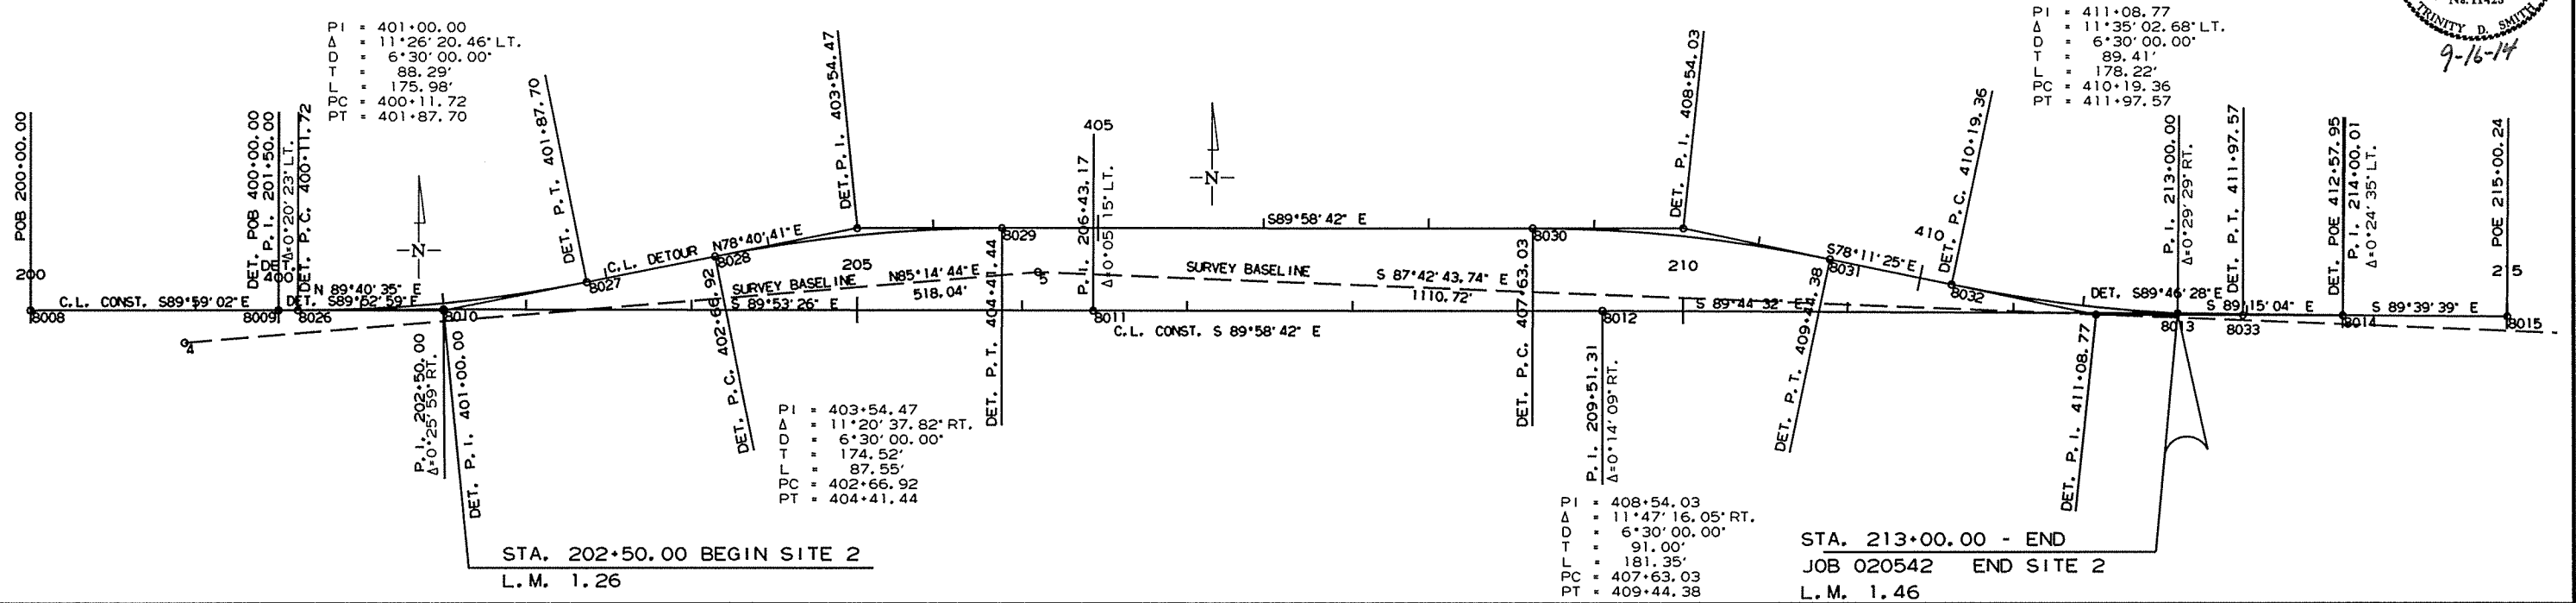 PI = 401+00.00
Δ = 11°26'20.46" LT.
D = 6°30'00.00"
T = 88.29'
L = 175.98'
PC = 400+11.72
PT = 401+87.70
PI = 411+08.77
Δ = 11°35'02.68" LT.
D = 6°30'00.00"
T = 89.41'
L = 178.22'
PC = 410+19.36
PT = 411+97.57
TRINITY D. SMITH
9-16-14
POB 200+00.00
DET. POB 400+00.00
P.I. 201+50.00
Δ=0°20'23" LT.
DET. P.C. 400+11.72
DET. P.T. 401+87.70
DET. P.I. 403+54.47
405
P.I. 206+43.17
Δ=0°05'15" LT.
DET. P.I. 408+54.03
DET. P.C. 410+19.36
P.I. 213+00.00
Δ=0°29'29" RT.
DET. P.T. 411+97.57
DET. POE 412+57.95
P.I. 214+00.01
Δ=0°24'35" LT.
POE 215+00.24
N
N
200
DET.
400
C.L. CONST. S89°59'02" E
N 89°40'35" E
DET. S89°52'59" E
C.L. DETOUR
N78°40'41" E
205
SURVEY BASELINE
N85°14'44" E
518.04'
S 89°53'26" E
S89°58'42" E
SURVEY BASELINE
S 87°42'43.74" E
1110.72'
C.L. CONST. S 89°58'42" E
210
S 89°44'32" E
S78°11'25" E
410
DET. S89°46'28" E
S 89°15'04" E
S 89°39'39" E
215
8008
8009
8026
8010
8027
8028
8029
8011
8030
8012
8031
8032
8013
8033
8014
8015
4
5
P.I. 202+50.00
Δ=0°25'59" RT.
DET. P.I. 401+00.00
DET. P.C. 402+66.92
DET. P.T. 404+41.44
DET. P.C. 407+63.03
P.I. 209+51.31
Δ=0°14'09" RT.
DET. P.T. 409+44.38
DET. P.I. 411+08.77
PI = 403+54.47
Δ = 11°20'37.82" RT.
D = 6°30'00.00"
T = 174.52'
L = 87.55'
PC = 402+66.92
PT = 404+41.44
PI = 408+54.03
Δ = 11°47'16.05" RT.
D = 6°30'00.00"
T = 91.00'
L = 181.35'
PC = 407+63.03
PT = 409+44.38
STA. 202+50.00 BEGIN SITE 2
L.M. 1.26
STA. 213+00.00 - END
JOB 020542 END SITE 2
L.M. 1.46